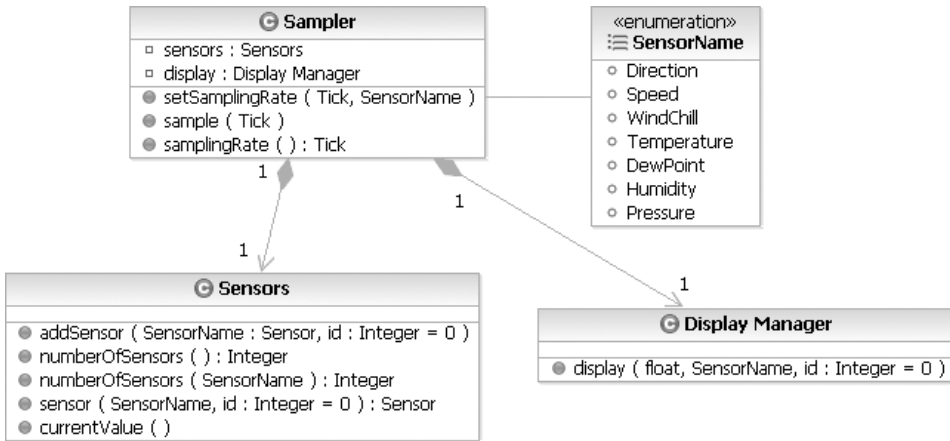 Sampler
sensors : Sensors
display : Display Manager
setSamplingRate ( Tick, SensorName )
sample ( Tick )
samplingRate ( ) : Tick
«enumeration»
SensorName
Direction
Speed
WindChill
Temperature
DewPoint
Humidity
Pressure
1
1
1
1
Sensors
addSensor ( SensorName : Sensor, id : Integer = 0 )
numberOfSensors ( ) : Integer
numberOfSensors ( SensorName ) : Integer
sensor ( SensorName, id : Integer = 0 ) : Sensor
currentValue ( )
Display Manager
display ( float, SensorName, id : Integer = 0 )